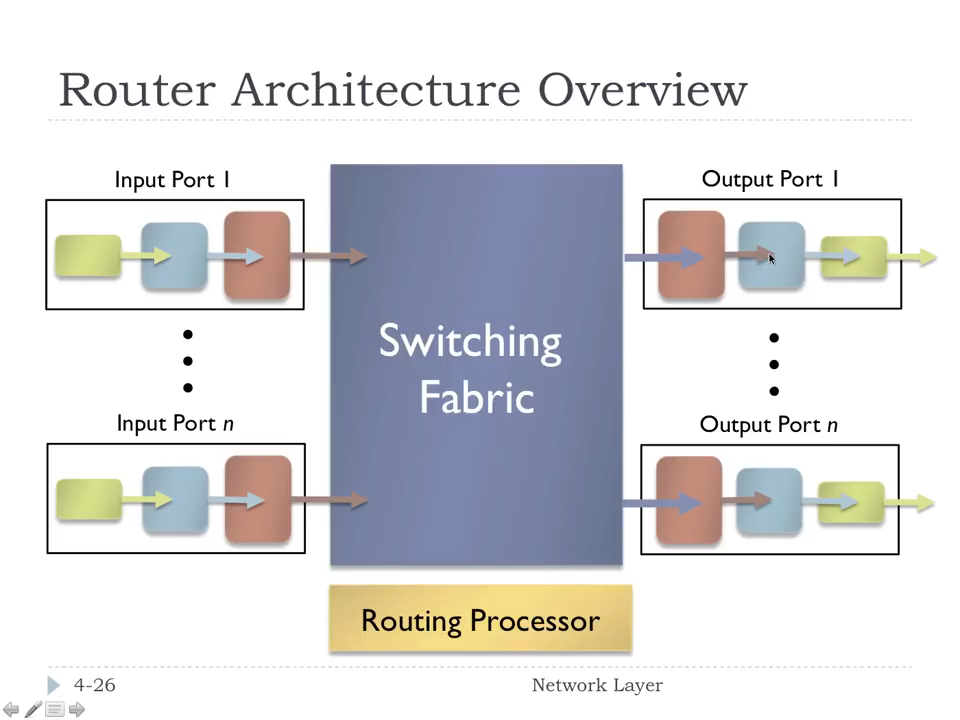 Router Architecture Overview
Input Port 1
Output Port 1
Switching
Fabric
Input Port n
Output Port n
Routing Processor
4-26
Network Layer